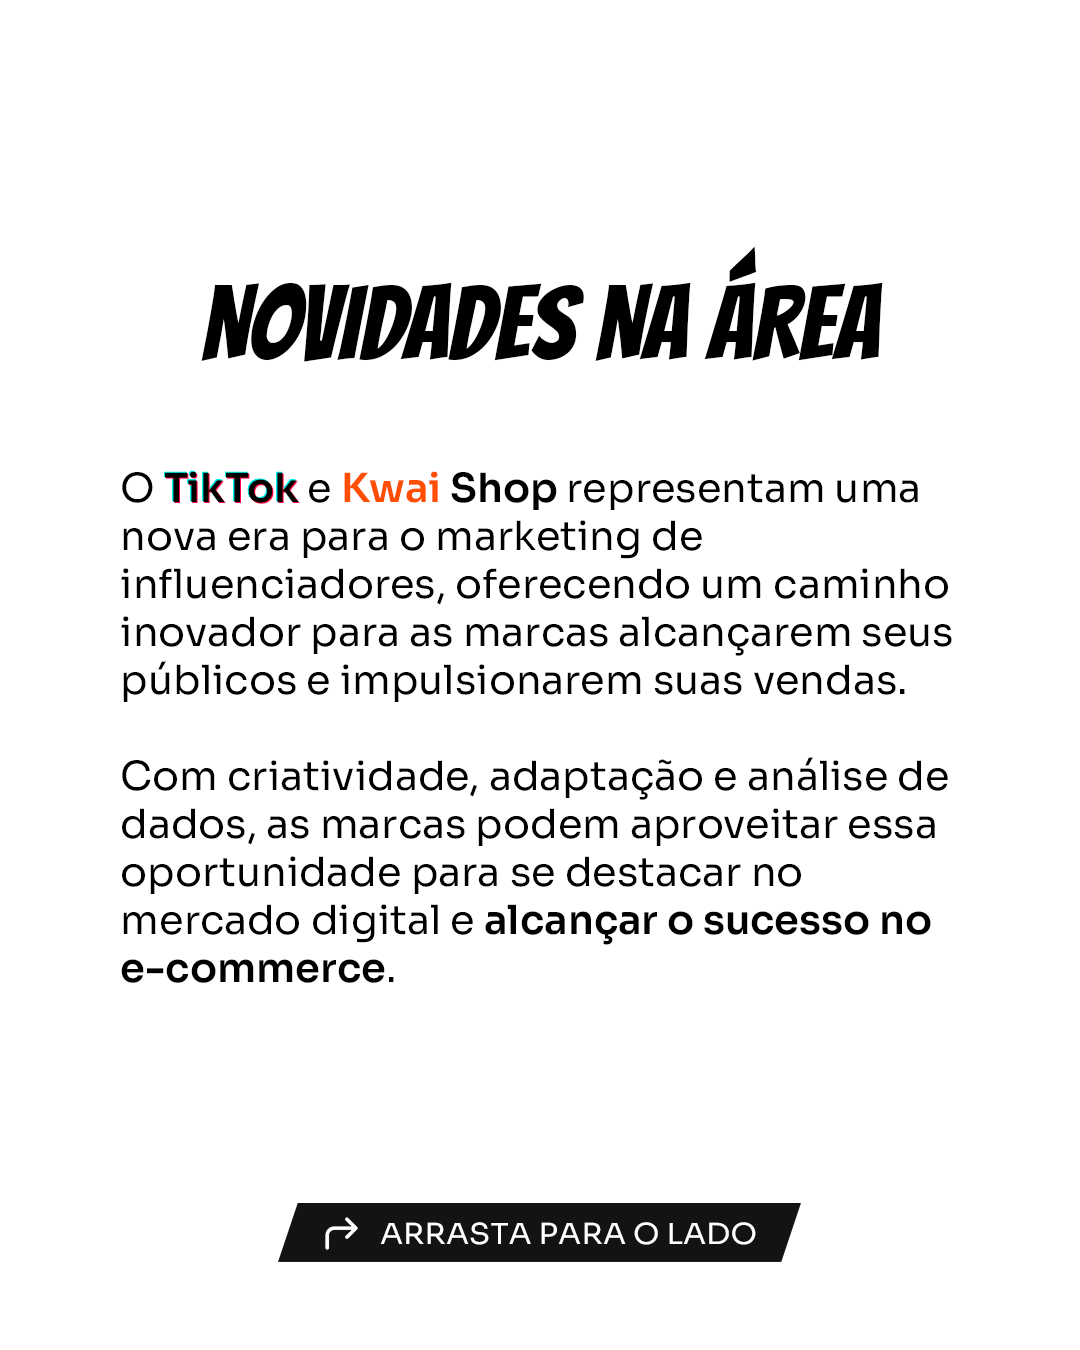 NOVIDADES NA ÁREA
O TikTok e Kwai Shop representam uma
nova era para o marketing de
influenciadores, oferecendo um caminho
inovador para as marcas alcançarem seus
públicos e impulsionarem suas vendas.
Com criatividade, adaptação e análise de
dados, as marcas podem aproveitar essa
oportunidade para se destacar no
mercado digital e alcançar o sucesso no
e-commerce.
ARRASTA PARA O LADO